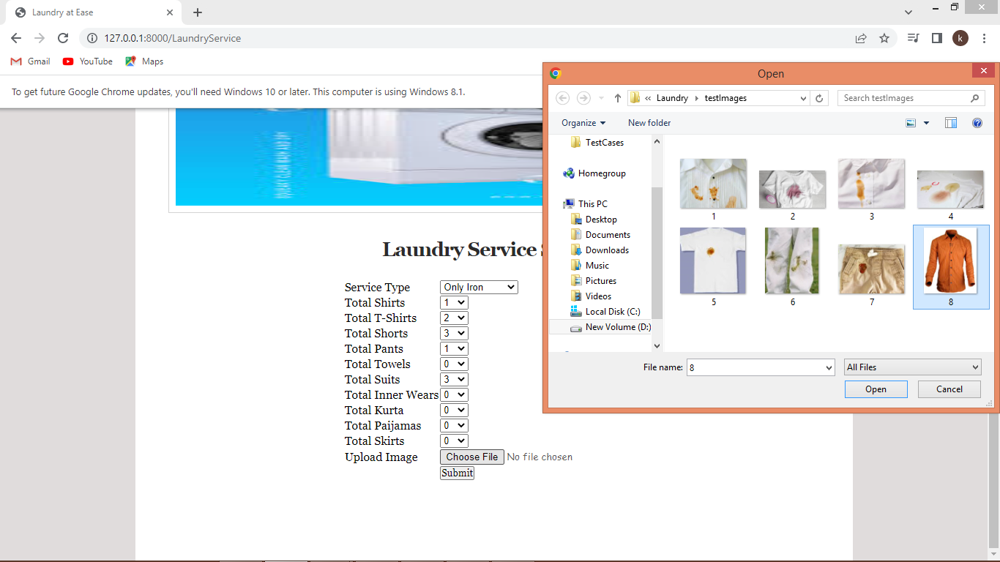 Laundry at Ease
127.0.0.1:8000/LaundryService
k
Gmail
YouTube
Maps
To get future Google Chrome updates, you'll need Windows 10 or later. This computer is using Windows 8.1.
Laundry Service
Service Type Only Iron
Total Shirts 1
Total T-Shirts 2
Total Shorts 3
Total Pants 1
Total Towels 0
Total Suits 3
Total Inner Wears 0
Total Kurta 0
Total Paijamas 0
Total Skirts 0
Upload Image Choose File No file chosen
Submit
Open
« Laundry testImages
Search testImages
Organize
New folder
TestCases
Homegroup
This PC
Desktop
Documents
Downloads
Music
Pictures
Videos
Local Disk (C:)
New Volume (D:)
1 2 3 4
5 6 7 8
File name: 8
All Files
Open Cancel